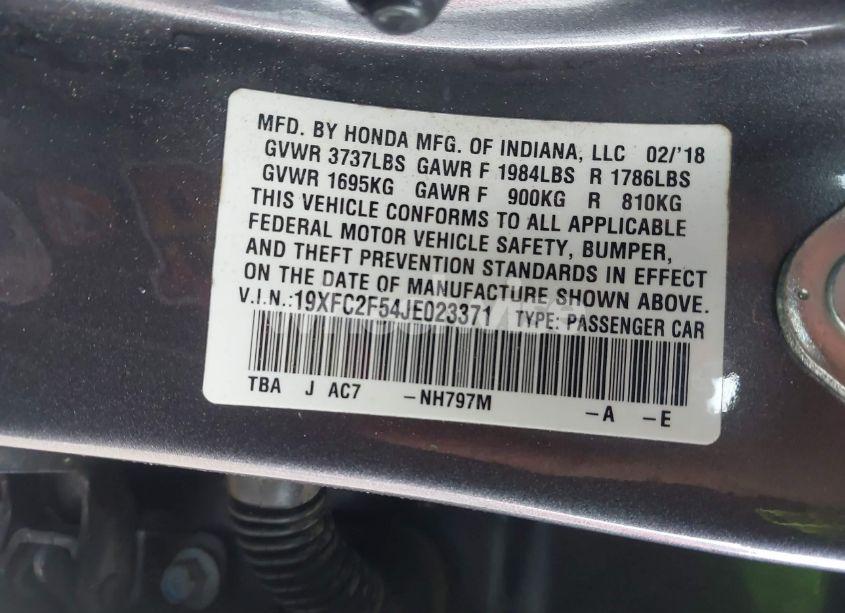 MFD. BY HONDA MFG. OF INDIANA, LLC 02/'18
GVWR 3737LBS GAWR F 1984LBS R 1786LBS
GVWR 1695KG GAWR F 900KG R 810KG
THIS VEHICLE CONFORMS TO ALL APPLICABLE
FEDERAL MOTOR VEHICLE SAFETY, BUMPER,
AND THEFT PREVENTION STANDARDS IN EFFECT
ON THE DATE OF MANUFACTURE SHOWN ABOVE.
V.I.N.:19XFC2F54JE023371 TYPE: PASSENGER CAR
TBA J AC7 -NH797M -A -E